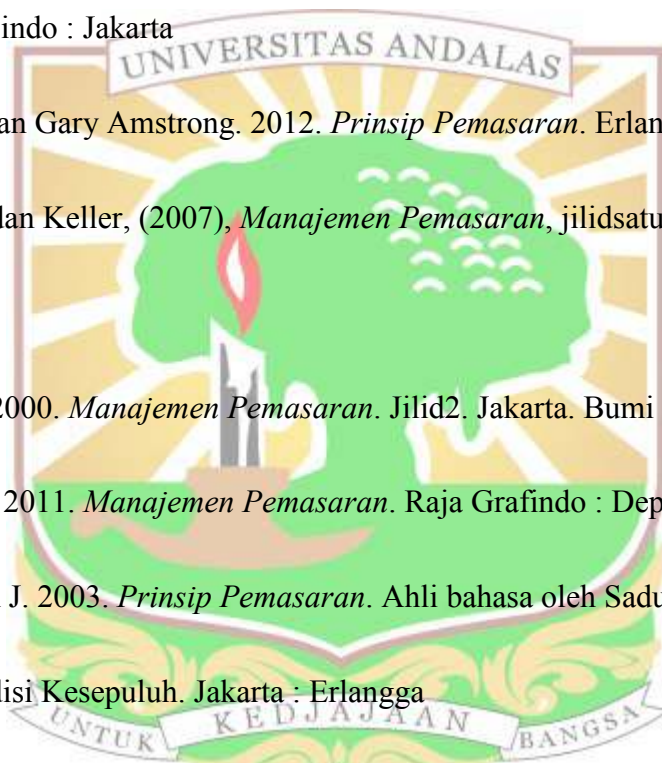 indo : Jakarta
UNIVERSITAS ANDALAS
an Gary Amstrong. 2012. Prinsip Pemasaran. Erlan
dan Keller, (2007), Manajemen Pemasaran, jilidsatu
2000. Manajemen Pemasaran. Jilid2. Jakarta. Bumi
2011. Manajemen Pemasaran. Raja Grafindo : Dep
J. 2003. Prinsip Pemasaran. Ahli bahasa oleh Sadu
disi Kesepuluh. Jakarta : Erlangga
UNTUK KEDJAJAAN BANGSA